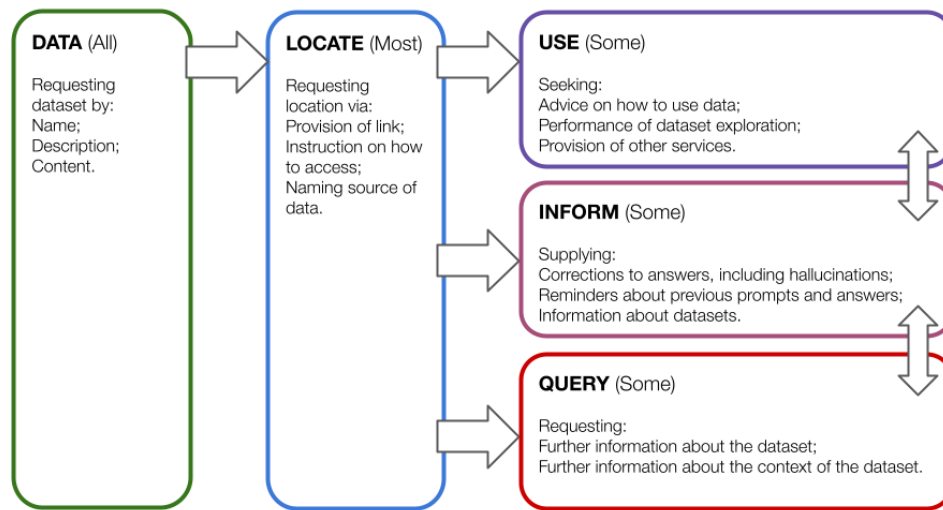 DATA (All)
Requesting
dataset by:
Name;
Description;
Content.
LOCATE (Most)
Requesting
location via:
Provision of link;
Instruction on how
to access;
Naming source of
data.
USE (Some)
Seeking:
Advice on how to use data;
Performance of dataset exploration;
Provision of other services.
INFORM (Some)
Supplying:
Corrections to answers, including hallucinations;
Reminders about previous prompts and answers;
Information about datasets.
QUERY (Some)
Requesting:
Further information about the dataset;
Further information about the context of the dataset.